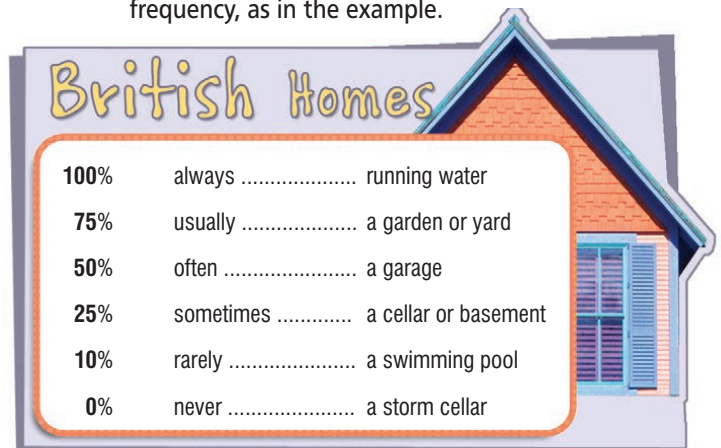 frequency, as in the example.
British Homes
100% always .................... running water
75% usually .................... a garden or yard
50% often ....................... a garage
25% sometimes ............. a cellar or basement
10% rarely ...................... a swimming pool
0% never ...................... a storm cellar